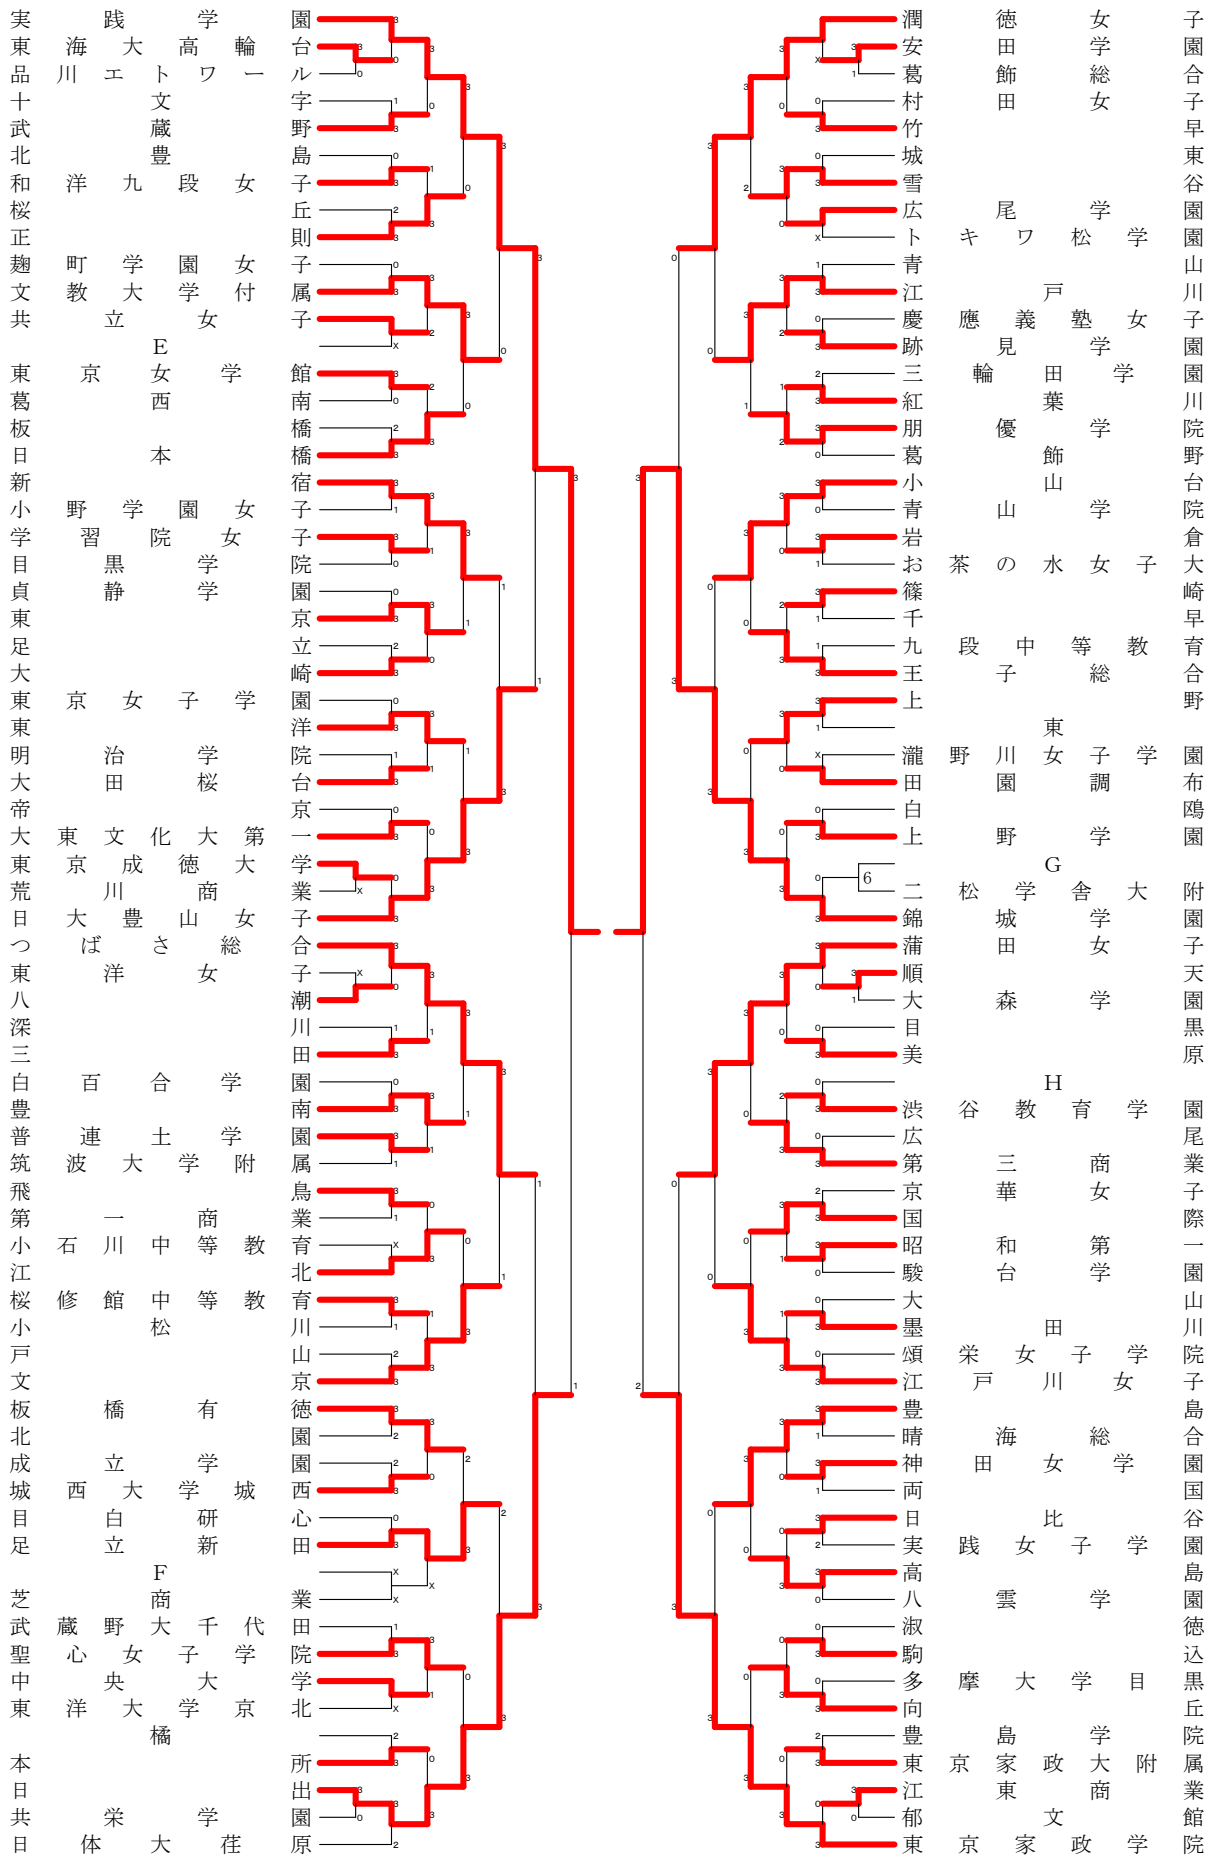 実践学園
東海大高輪台
品川エトワール
十文字
武蔵野
北豊島
和洋九段女子
桜丘
正則
麹町学園女子
文教大学付属
共立女子
E
東京女学館
葛西南
板橋
日本橋
新宿
小野学園女子
学習院女子
目黒学院
貞静学園
東京
足立
大崎
東京女子学園
東洋
明治学院
大田桜台
帝京
大東文化大第一
東京成徳大学
荒川商業
日大豊山女子
つばさ総合
東洋女子
八潮
深川
三田
白百合学園
豊南
普連土学園
筑波大学附属
飛鳥
第一商業
小石川中等教育
江北
桜修館中等教育
小松川
戸山
文京
板橋有徳
北園
成立学園
城西大学城西
目白研心
足立新田
F
芝商業
武蔵野大千代田
聖心女子学院
中央大学
東洋大学京北
橘
本所
日出
共栄学園
日体大荏原
潤徳女子
安田学園
葛飾総合
村田女子
竹早
城東
雪谷
広尾学園
トキワ松学園
青山
江戸川
慶應義塾女子
跡見学園
三輪田学園
紅葉川
朋優学院
葛飾野
小山台
青山学院
岩倉
お茶の水女子大
篠崎
千早
九段中等教育
王子総合
上野
東
瀧野川女子学園
田園調布
白鴎
上野学園
G
6
二松学舎大附
錦城学園
蒲田女子
順天
大森学園
目黒
美原
H
渋谷教育学園
広尾
第三商業
京華女子
国際
昭和第一
駿台学園
大山
墨田川
頌栄女子学院
江戸川女子
豊島
晴海総合
神田女学園
両国
日比谷
実践女子学園
高島
八雲学園
淑徳
駒込
多摩大学目黒
向丘
豊島学院
東京家政大附属
江東商業
郁文館
東京家政学院